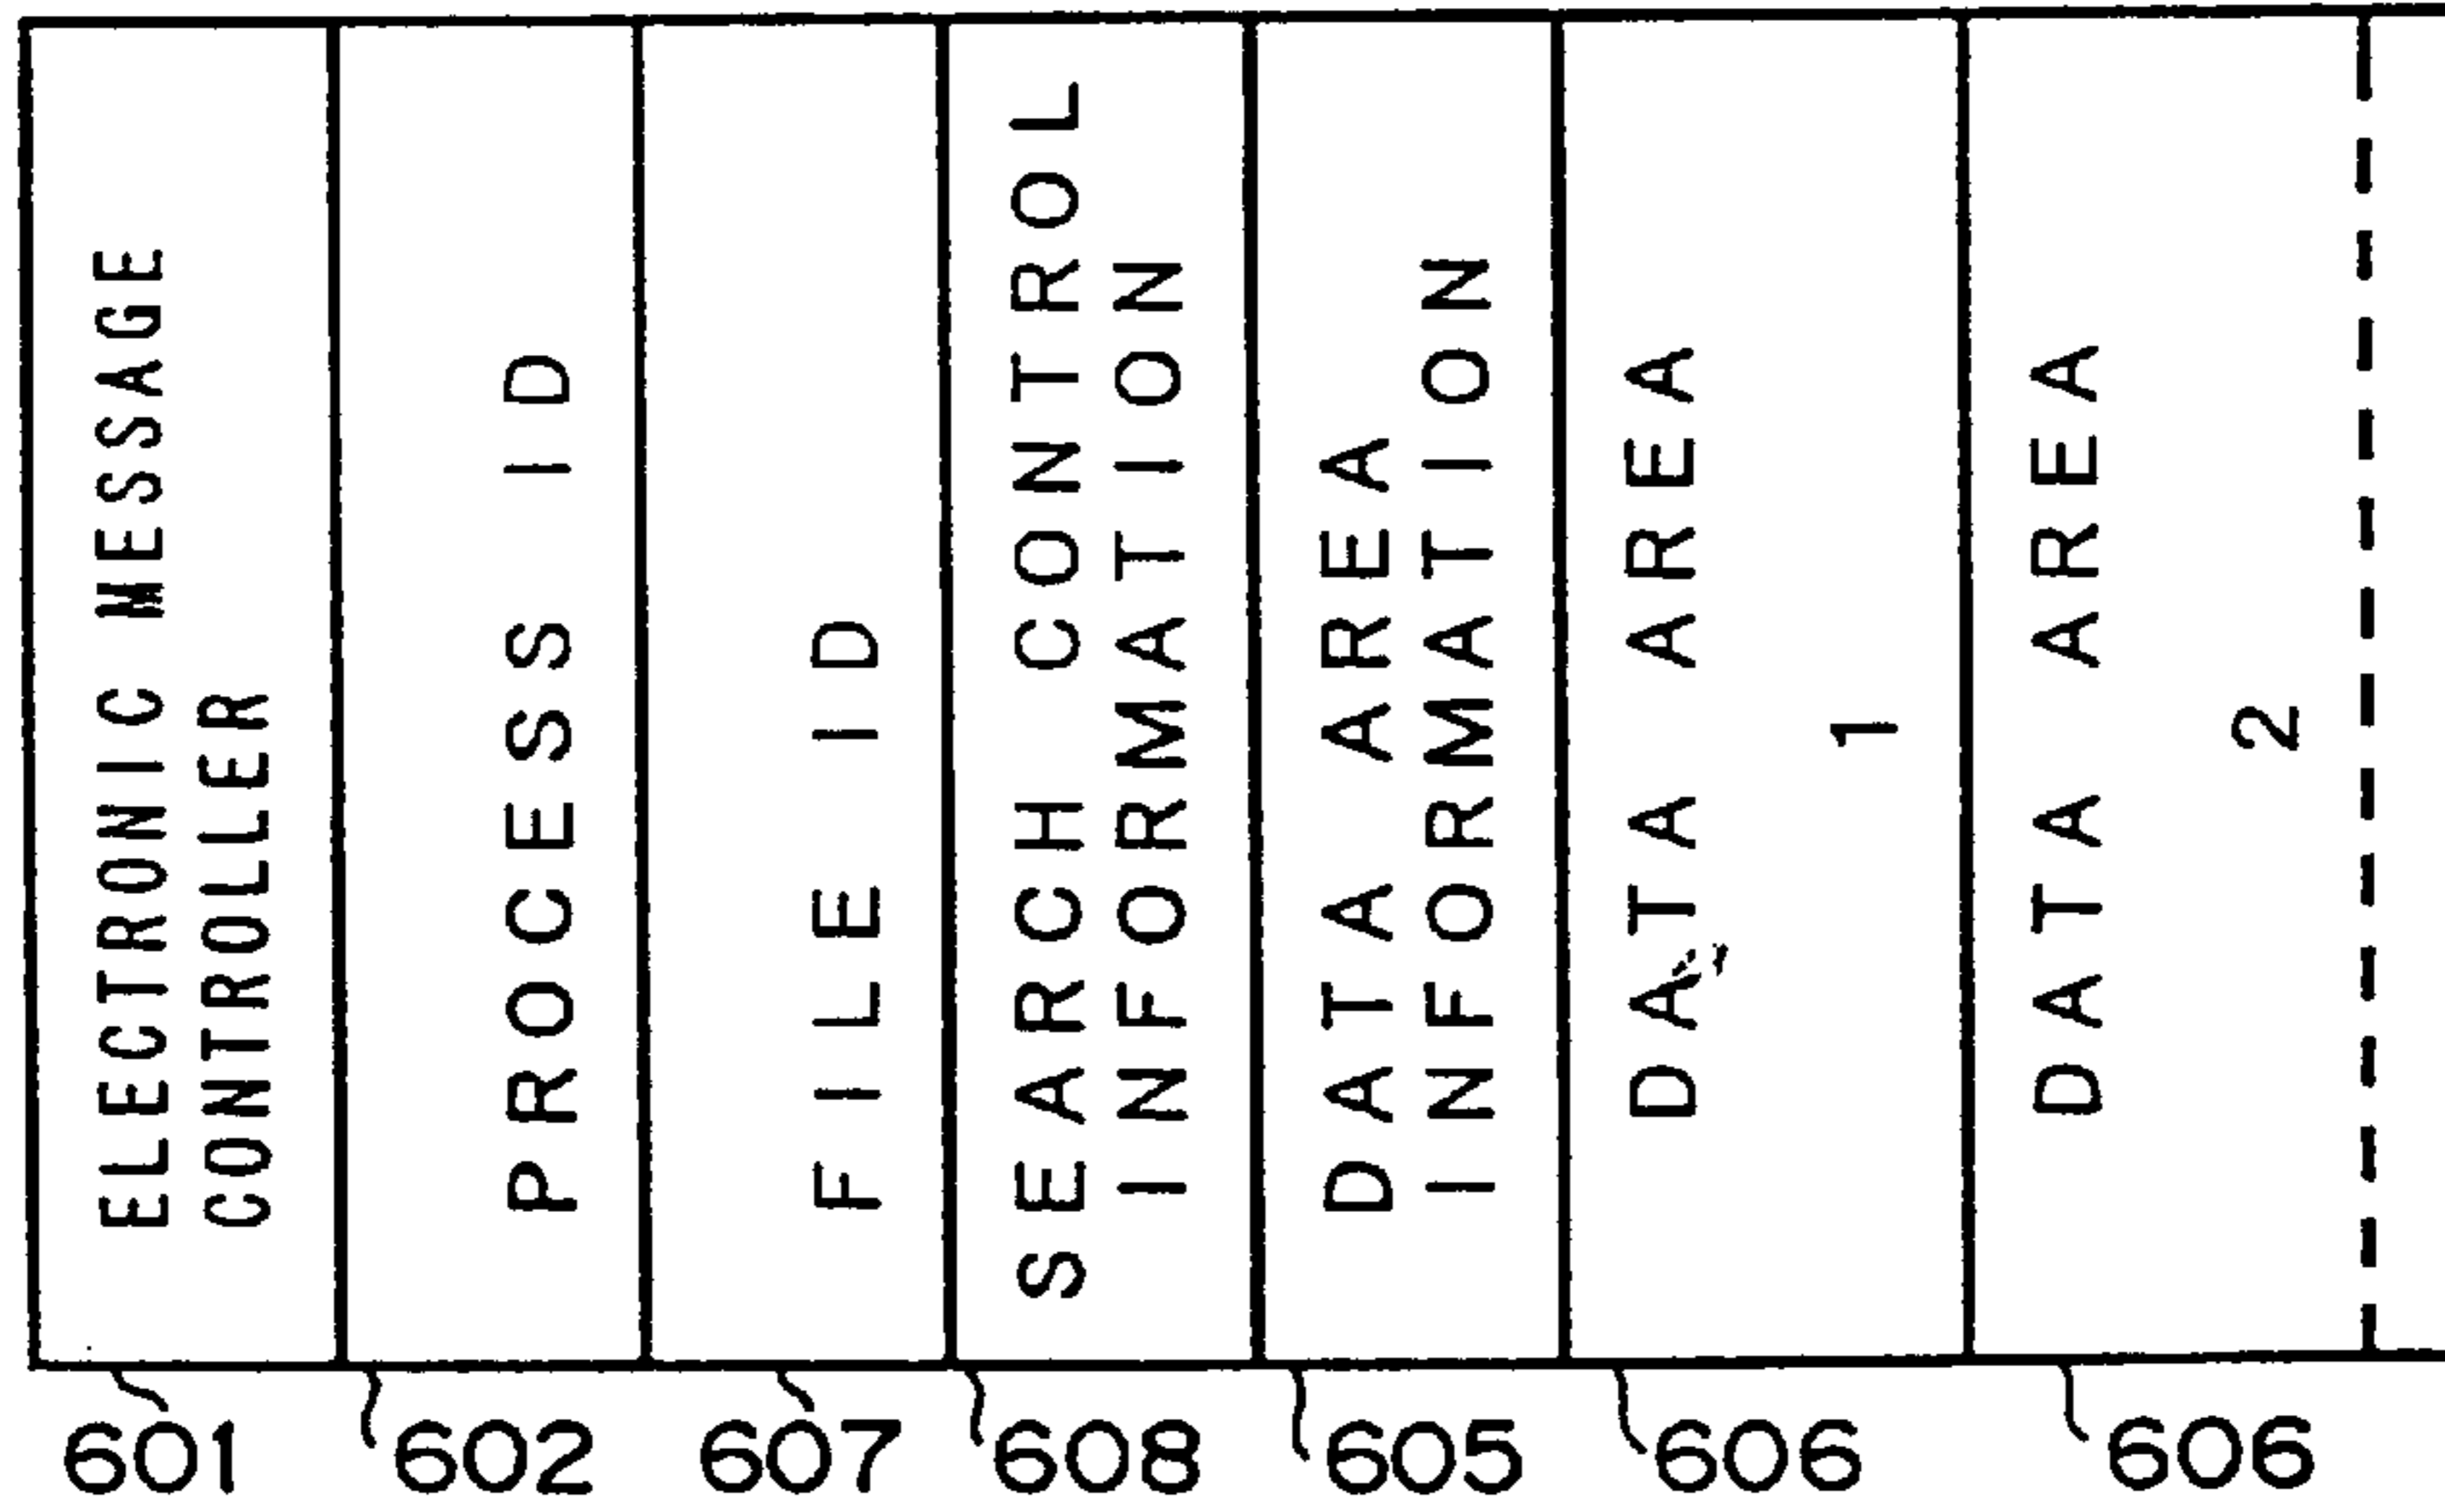 ELECTRONIC MESSAGE
CONTROLLER
PROCESS ID
FILE ID
SEARCH CONTROL
INFORMATION
DATA AREA
INFORMATION
DATA AREA
1
DATA AREA
2
601
602
607
608
605
606
606